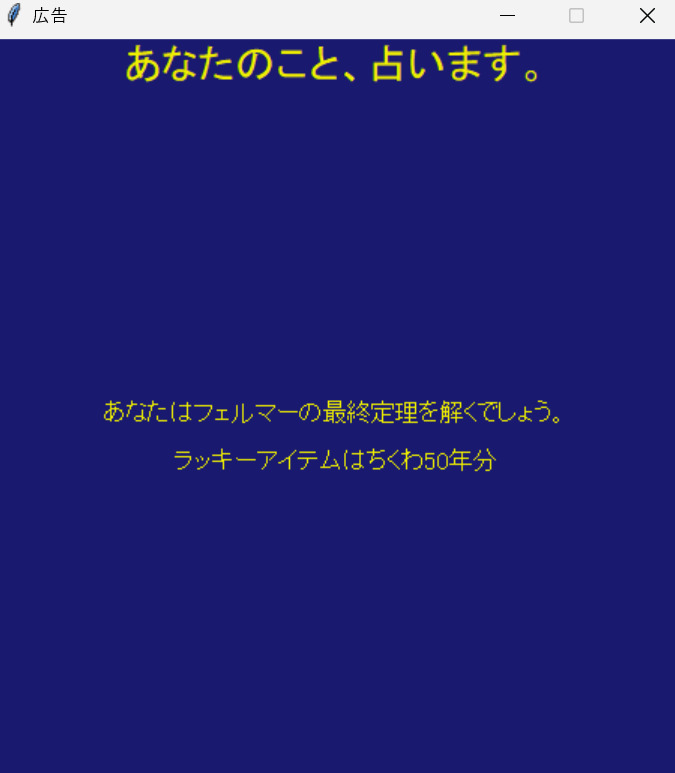 広告
あなたのこと、占います。
あなたはフェルマーの最終定理を解くでしょう。
ラッキーアイテムはちくわ50年分